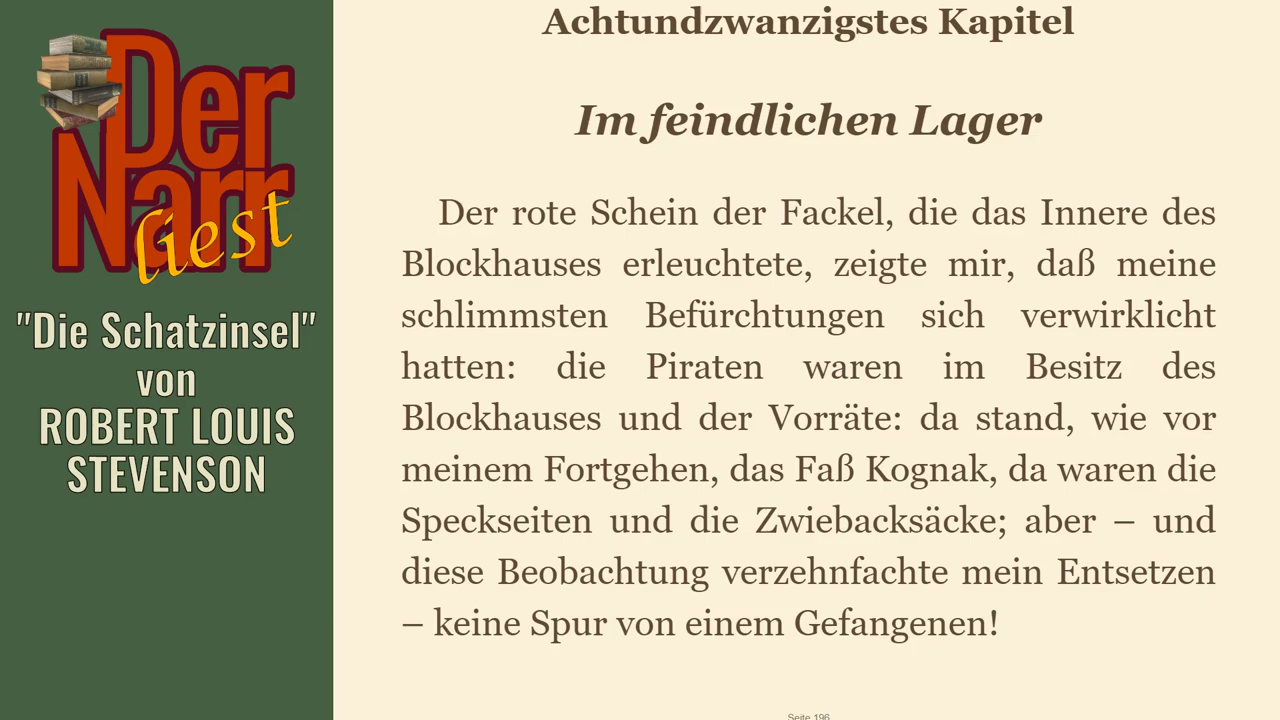 Der
Narr
liest
"Die Schatzinsel"
von
ROBERT LOUIS
STEVENSON
Achtundzwanzigstes Kapitel
Im feindlichen Lager
Der rote Schein der Fackel, die das Innere des
Blockhauses erleuchtete, zeigte mir, daß meine
schlimmsten Befürchtungen sich verwirklicht
hatten: die Piraten waren im Besitz des
Blockhauses und der Vorräte: da stand, wie vor
meinem Fortgehen, das Faß Kognak, da waren die
Speckseiten und die Zwiebacksäcke; aber – und
diese Beobachtung verzehnfachte mein Entsetzen
– keine Spur von einem Gefangenen!
Seite 196